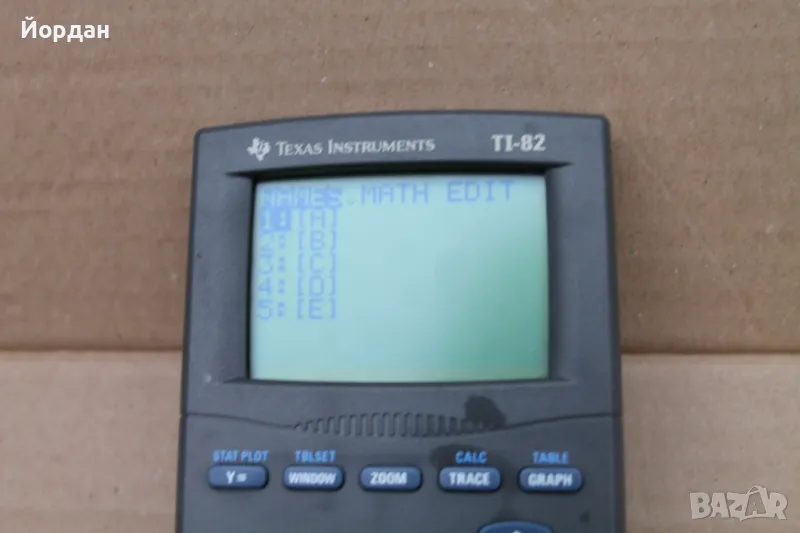 Йордан
TEXAS INSTRUMENTS TI-82
NAMES MATH EDIT
1:[A]
2:[B]
3:[C]
4:[D]
5:[E]
STAT PLOT TBLSET CALC TABLE
Y= WINDOW ZOOM TRACE GRAPH
BAZAR